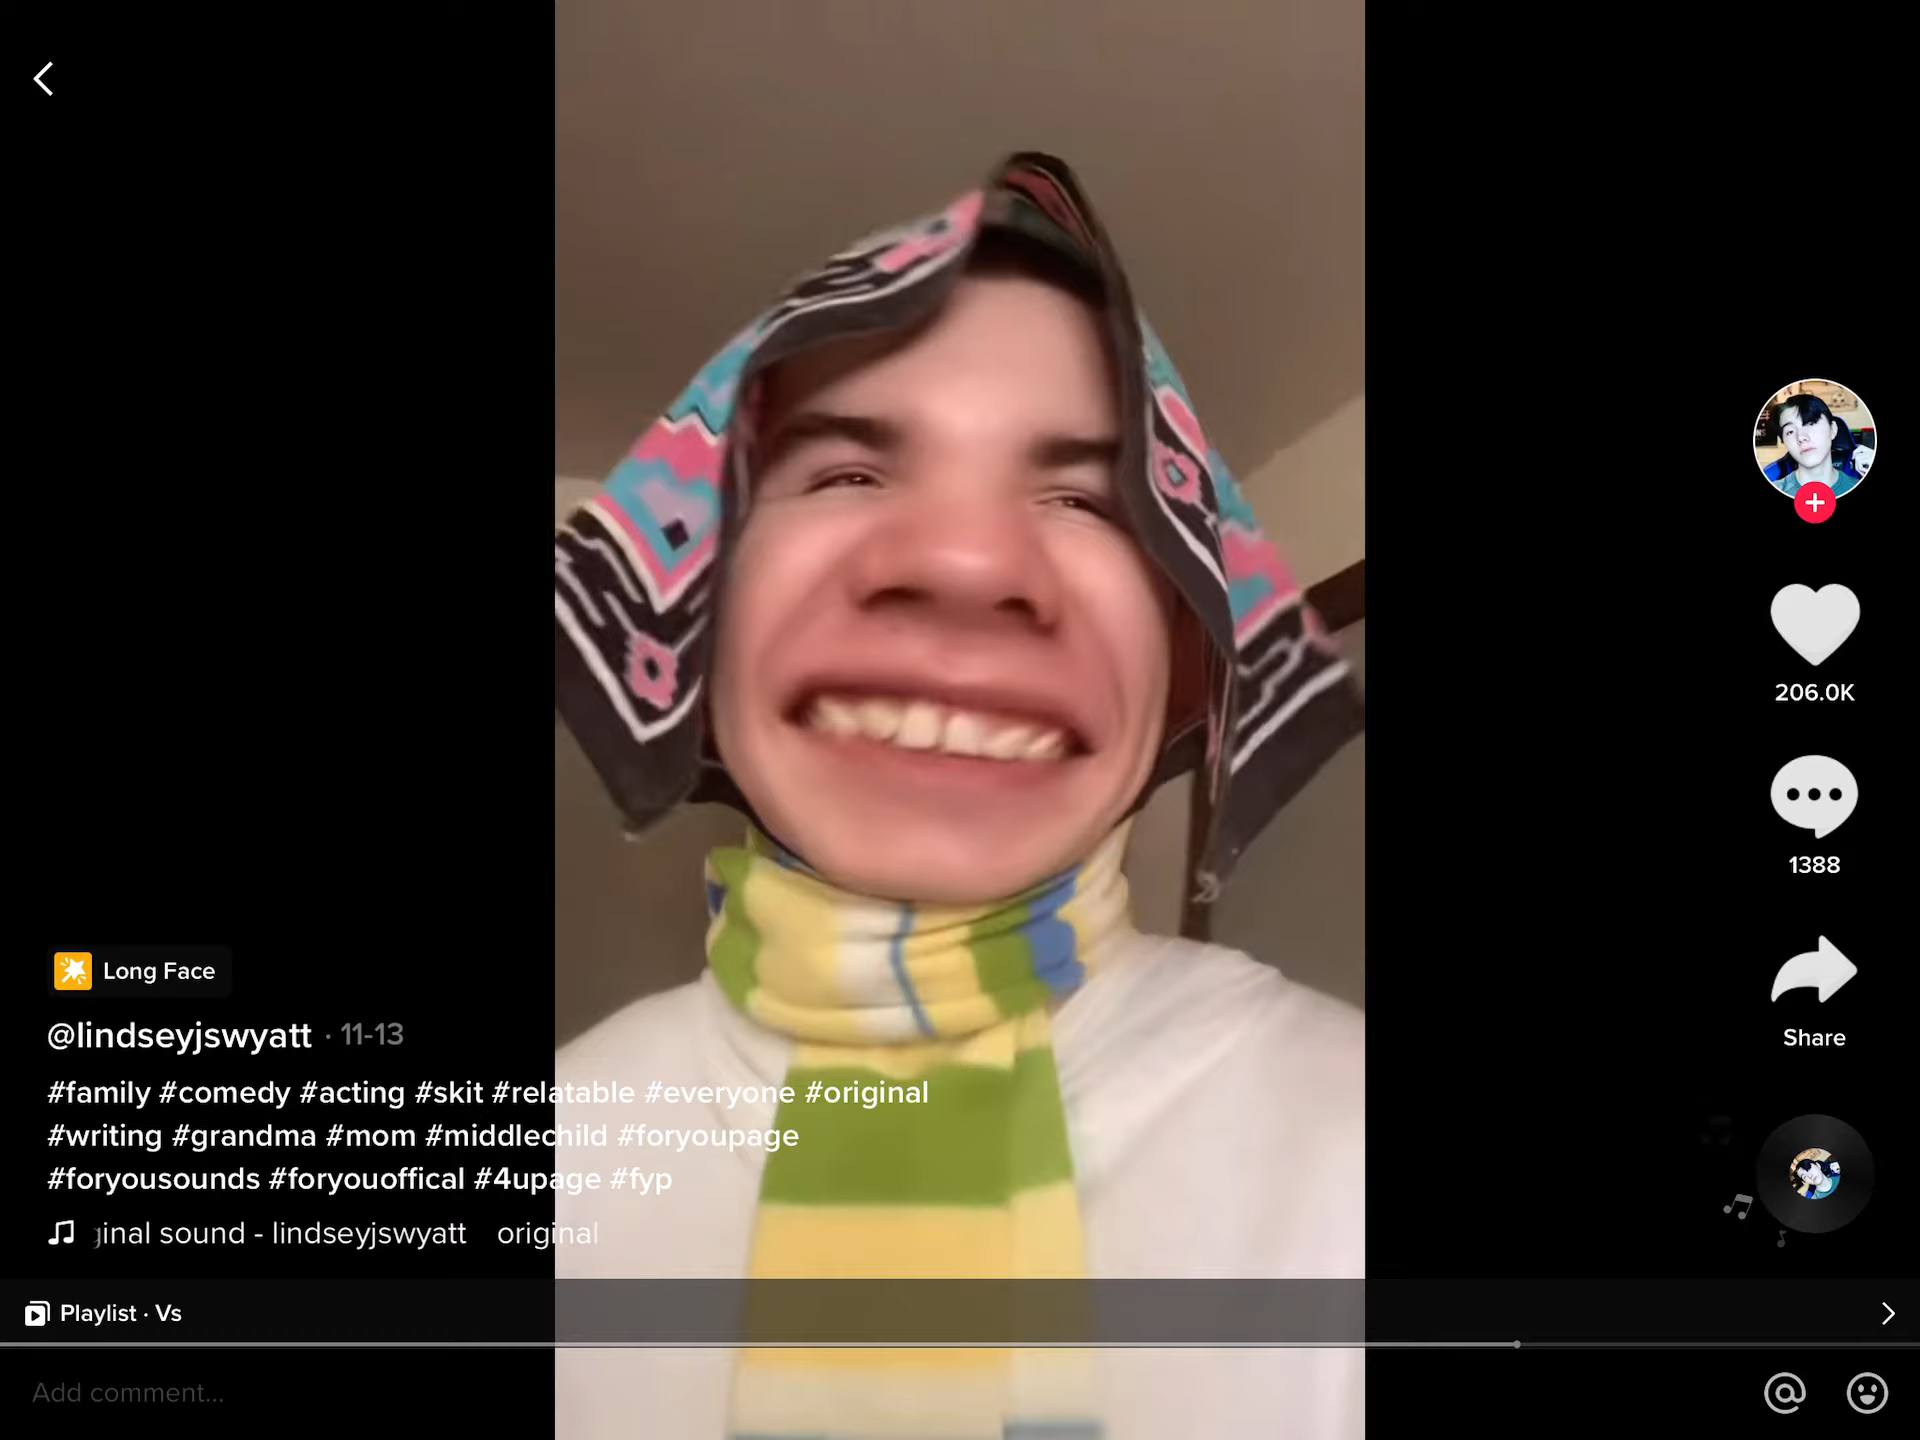 206.0K
1388
Share
Long Face
@lindseyjswyatt · 11-13
#family #comedy #acting #skit #relatable #everyone #original
#writing #grandma #mom #middlechild #foryoupage
#foryousounds #foryouoffical #4upage #fyp
ginal sound - lindseyjswyatt original
Playlist · Vs
Add comment...